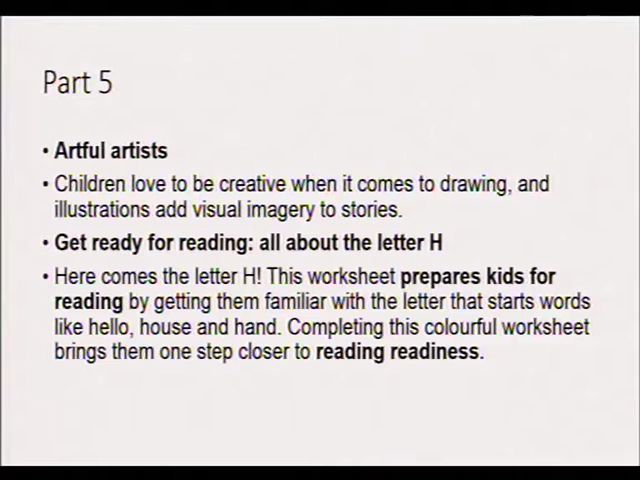 Part 5
• Artful artists
• Children love to be creative when it comes to drawing, and
illustrations add visual imagery to stories.
• Get ready for reading: all about the letter H
• Here comes the letter H! This worksheet prepares kids for
reading by getting them familiar with the letter that starts words
like hello, house and hand. Completing this colourful worksheet
brings them one step closer to reading readiness.